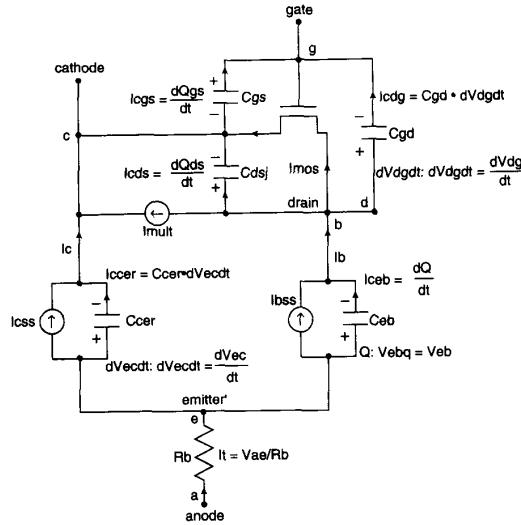 gate
g
cathode
Icgs = dQgs/dt
+
Cgs
−
Icdg = Cgd • dVdgdt
−
Cgd
+
c
Icds = dQds/dt
−
Cdsj
+
Imos
dVdgdt: dVdgdt = dVdg/dt
drain
d
b
Imult
Ic
Ib
Iccer = Ccer•dVecdt
Iceb = dQ/dt
Icss
−
Ccer
+
Ibss
−
Ceb
+
dVecdt: dVecdt = dVec/dt
Q: Vebq = Veb
emitter'
e
Rb
It = Vae/Rb
a
anode